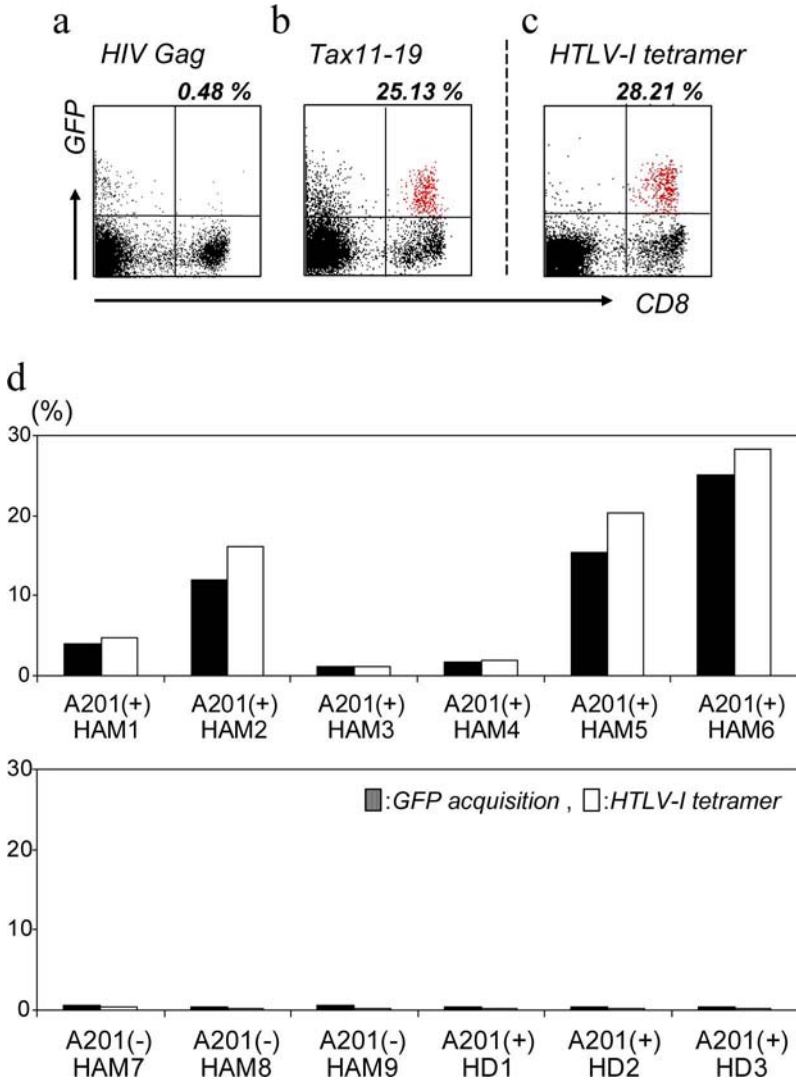 a
HIV Gag
0.48 %
b
Tax11-19
25.13 %
c
HTLV-I tetramer
28.21 %
GFP
CD8
d
(%)
30
20
10
0
A201(+) A201(+) A201(+) A201(+) A201(+) A201(+)
HAM1 HAM2 HAM3 HAM4 HAM5 HAM6
30
:GFP acquisition , :HTLV-I tetramer
20
10
0
A201(-) A201(-) A201(-) A201(+) A201(+) A201(+)
HAM7 HAM8 HAM9 HD1 HD2 HD3